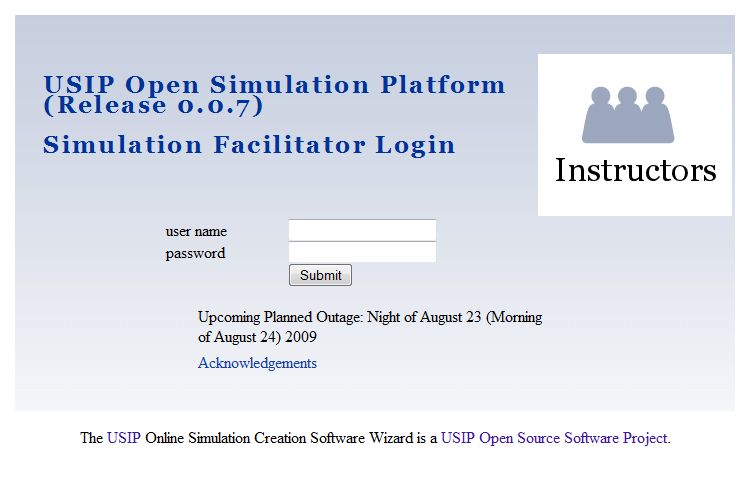 USIP Open Simulation Platform
(Release 0.0.7)
Simulation Facilitator Login
Instructors
user name
password
Submit
Upcoming Planned Outage: Night of August 23 (Morning
of August 24) 2009
Acknowledgements
The USIP Online Simulation Creation Software Wizard is a USIP Open Source Software Project.